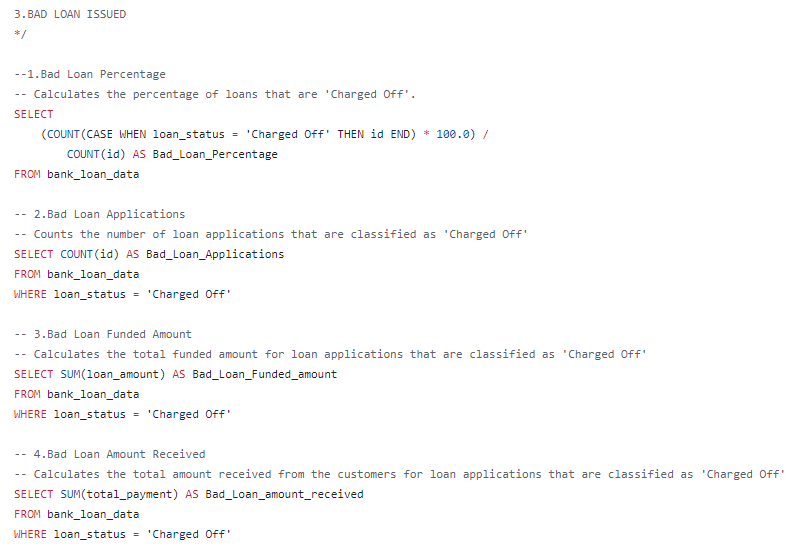 3.BAD LOAN ISSUED
*/
--1.Bad Loan Percentage
-- Calculates the percentage of loans that are 'Charged Off'.
SELECT
(COUNT(CASE WHEN loan_status = 'Charged Off' THEN id END) * 100.0) /
COUNT(id) AS Bad_Loan_Percentage
FROM bank_loan_data
-- 2.Bad Loan Applications
-- Counts the number of loan applications that are classified as 'Charged Off'
SELECT COUNT(id) AS Bad_Loan_Applications
FROM bank_loan_data
WHERE loan_status = 'Charged Off'
-- 3.Bad Loan Funded Amount
-- Calculates the total funded amount for loan applications that are classified as 'Charged Off'
SELECT SUM(loan_amount) AS Bad_Loan_Funded_amount
FROM bank_loan_data
WHERE loan_status = 'Charged Off'
-- 4.Bad Loan Amount Received
-- Calculates the total amount received from the customers for loan applications that are classified as 'Charged Off'
SELECT SUM(total_payment) AS Bad_Loan_amount_received
FROM bank_loan_data
WHERE loan_status = 'Charged Off'